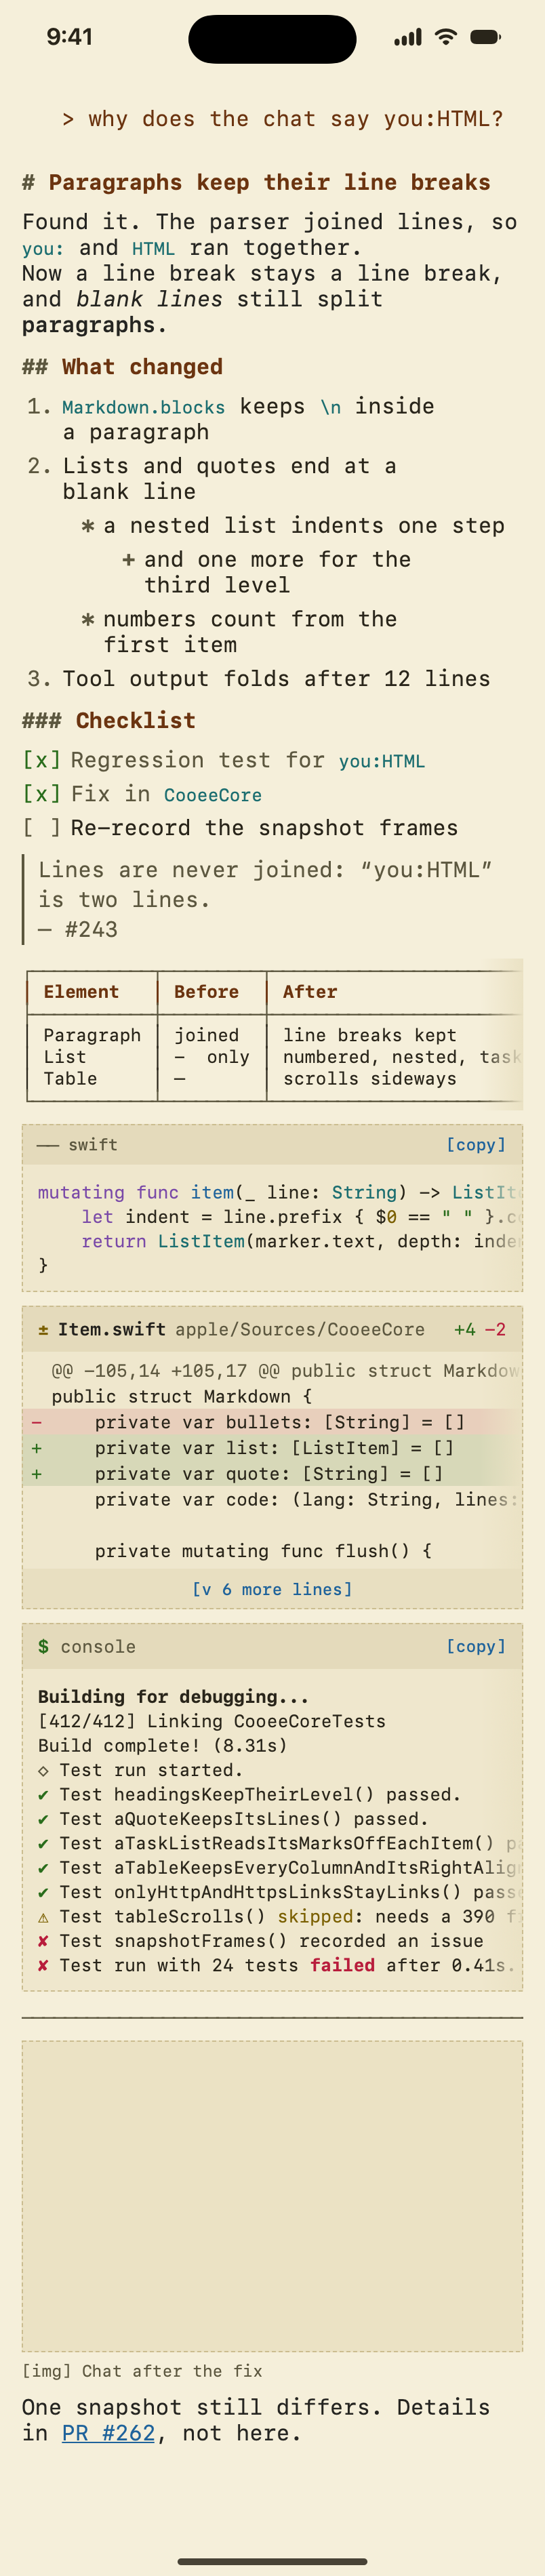 9:41
> why does the chat say you:HTML?
# Paragraphs keep their line breaks
Found it. The parser joined lines, so
you: and HTML ran together.
Now a line break stays a line break,
and blank lines still split
paragraphs.
## What changed
1. Markdown.blocks keeps \n inside
a paragraph
2. Lists and quotes end at a
blank line
* a nested list indents one step
+ and one more for the
third level
* numbers count from the
first item
3. Tool output folds after 12 lines
### Checklist
[x] Regression test for you:HTML
[x] Fix in CooeeCore
[ ] Re-record the snapshot frames
Lines are never joined: “you:HTML”
is two lines.
— #243
Element Before After
Paragraph joined line breaks kept
List - only numbered, nested, task
Table — scrolls sideways
── swift [copy]
mutating func item(_ line: String) -> ListIt
let indent = line.prefix { $0 == " " }.c
return ListItem(marker.text, depth: inde
}
± Item.swift apple/Sources/CooeeCore +4 -2
@@ -105,14 +105,17 @@ public struct Markdow
public struct Markdown {
- private var bullets: [String] = []
+ private var list: [ListItem] = []
+ private var quote: [String] = []
private var code: (lang: String, lines:
private mutating func flush() {
[v 6 more lines]
$ console [copy]
Building for debugging...
[412/412] Linking CooeeCoreTests
Build complete! (8.31s)
◇ Test run started.
✔ Test headingsKeepTheirLevel() passed.
✔ Test aQuoteKeepsItsLines() passed.
✔ Test aTaskListReadsItsMarksOffEachItem() p
✔ Test aTableKeepsEveryColumnAndItsRightAlig
✔ Test onlyHttpAndHttpsLinksStayLinks() passe
⚠ Test tableScrolls() skipped: needs a 390 f
✘ Test snapshotFrames() recorded an issue
✘ Test run with 24 tests failed after 0.41s.
[img] Chat after the fix
One snapshot still differs. Details
in PR #262, not here.